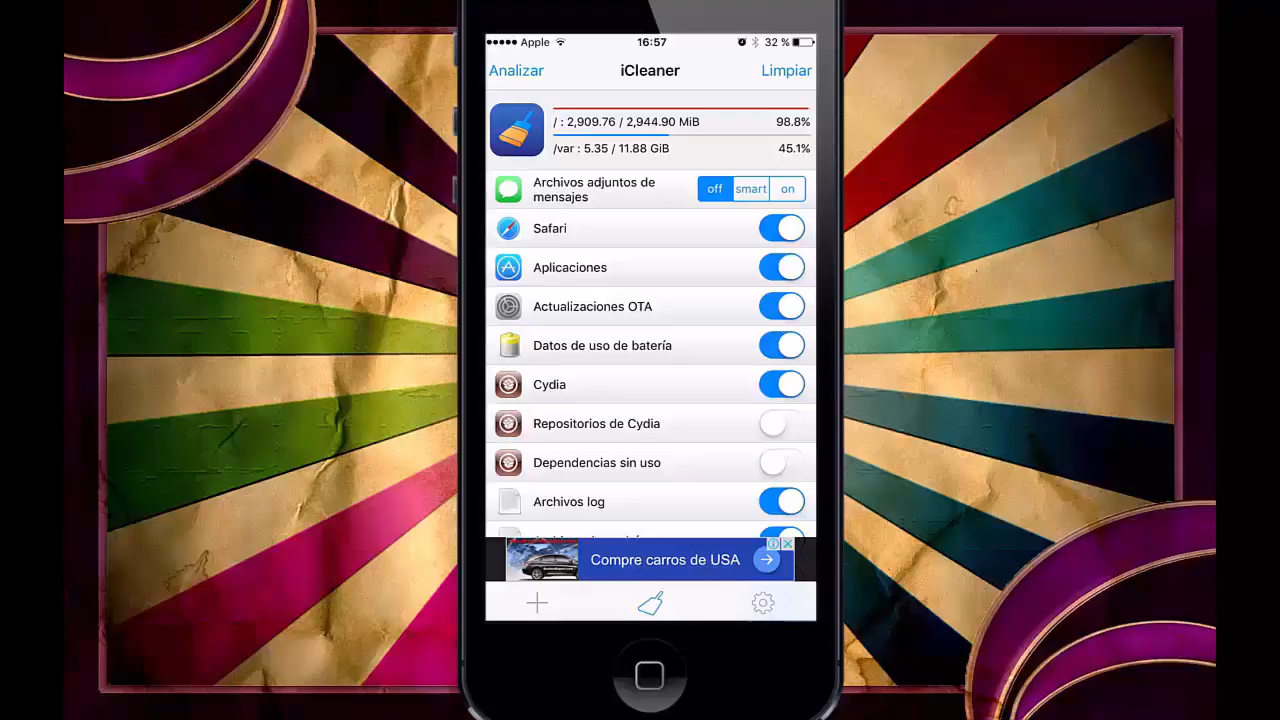 Apple 16:57 32 %
Analizar iCleaner Limpiar
/ : 2,909.76 / 2,944.90 MiB 98.8%
/var : 5.35 / 11.88 GiB 45.1%
Archivos adjuntos de
mensajes
off smart on
Safari
Aplicaciones
Actualizaciones OTA
Datos de uso de batería
Cydia
Repositorios de Cydia
Dependencias sin uso
Archivos log
Compre carros de USA